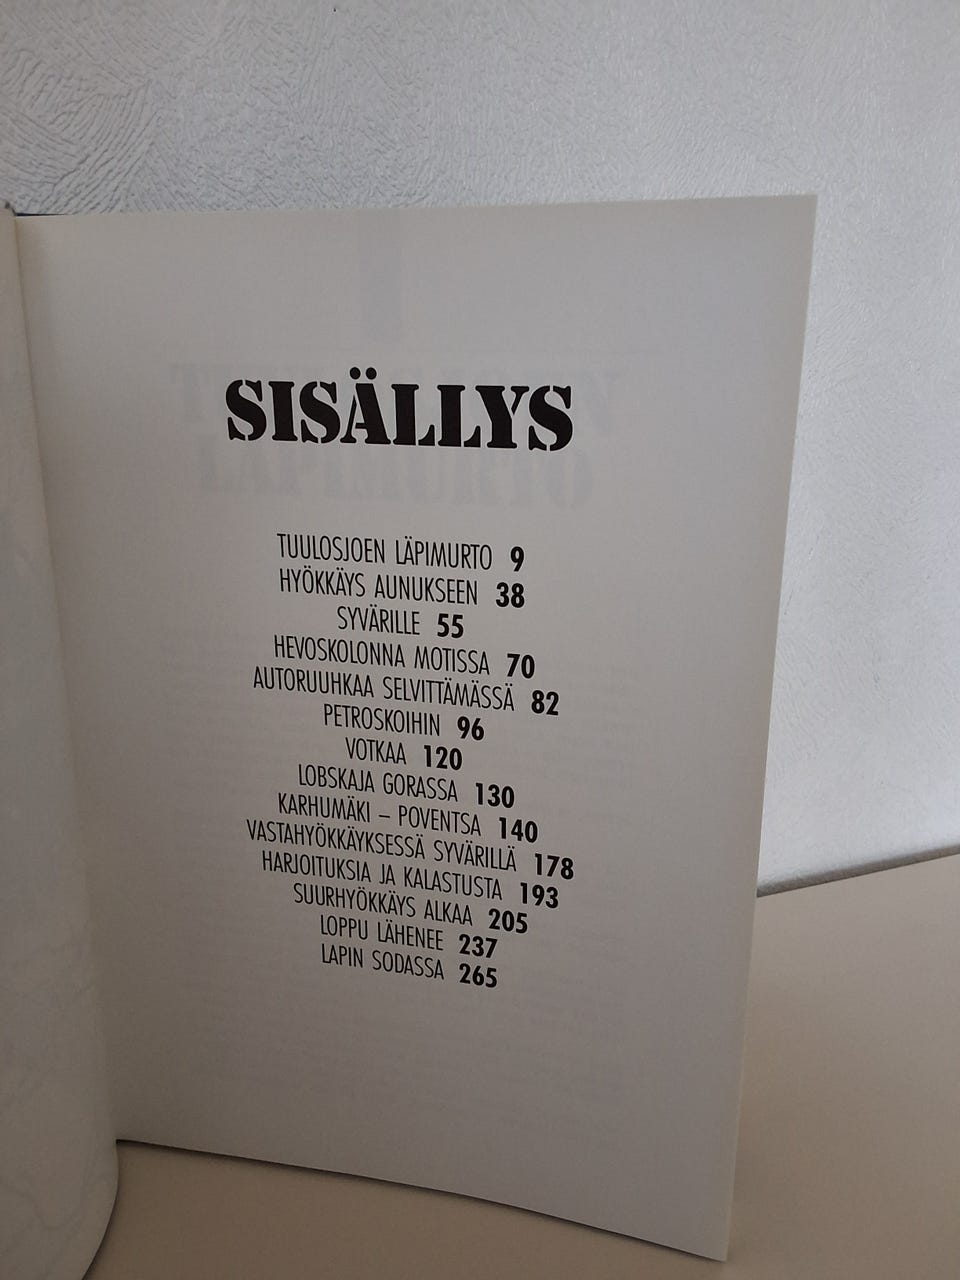 SISÄLLYS
TUULOSJOEN LÄPIMURTO 9
HYÖKKÄYS AUNUKSEEN 38
SYVÄRILLE 55
HEVOSKOLONNA MOTISSA 70
AUTORUUHKAA SELVITTÄMÄSSÄ 82
PETROSKOIHIN 96
VOTKAA 120
LOBSKAJA GORASSA 130
KARHUMÄKI – POVENTSA 140
VASTAHYÖKKÄYKSESSÄ SYVÄRILLÄ 178
HARJOITUKSIA JA KALASTUSTA 193
SUURHYÖKKÄYS ALKAA 205
LOPPU LÄHENEE 237
LAPIN SODASSA 265